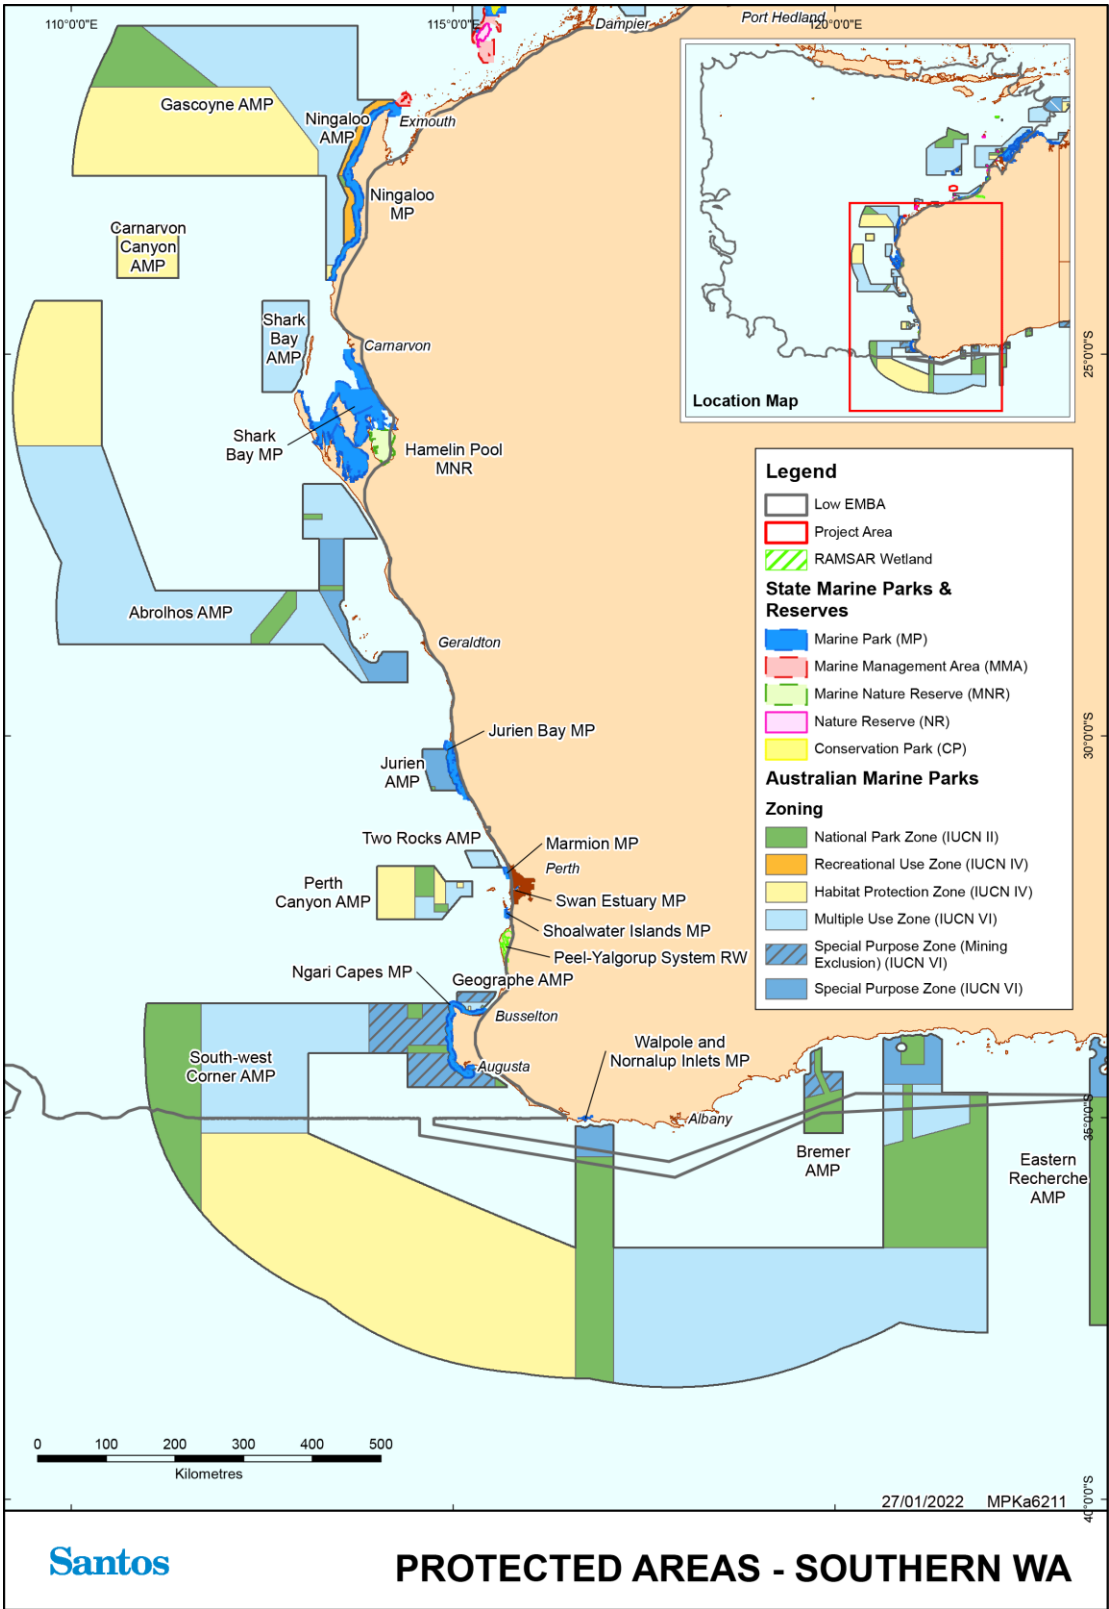 110°0'0"E
115°0'0"E
120°0'0"E
Dampier
Port Hedland
Gascoyne AMP
Ningaloo
AMP
Exmouth
Ningaloo
MP
Carnarvon
Canyon
AMP
Shark
Bay
AMP
Carnarvon
25°0'0"S
Location Map
Shark
Bay MP
Hamelin Pool
MNR
Legend
Low EMBA
Project Area
RAMSAR Wetland
State Marine Parks &
Reserves
Marine Park (MP)
Marine Management Area (MMA)
Marine Nature Reserve (MNR)
Nature Reserve (NR)
Conservation Park (CP)
Australian Marine Parks
Zoning
National Park Zone (IUCN II)
Recreational Use Zone (IUCN IV)
Habitat Protection Zone (IUCN IV)
Multiple Use Zone (IUCN VI)
Special Purpose Zone (Mining
Exclusion) (IUCN VI)
Special Purpose Zone (IUCN VI)
Abrolhos AMP
Geraldton
30°0'0"S
Jurien Bay MP
Jurien
AMP
Two Rocks AMP
Marmion MP
Perth
Perth
Canyon AMP
Swan Estuary MP
Shoalwater Islands MP
Peel-Yalgorup System RW
Ngari Capes MP
Geographe AMP
Busselton
South-west
Corner AMP
Augusta
Walpole and
Nornalup Inlets MP
Albany
35°0'0"S
Bremer
AMP
Eastern
Recherche
AMP
0 100 200 300 400 500
Kilometres
27/01/2022 MPKa6211
40°0'0"S
Santos
PROTECTED AREAS - SOUTHERN WA